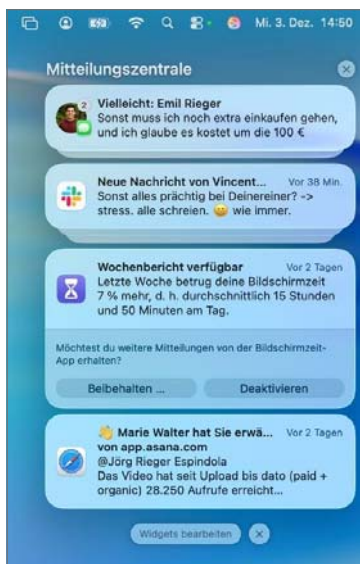 Mi. 3. Dez. 14:50
Mitteilungszentrale
2
Vielleicht: Emil Rieger
Sonst muss ich noch extra einkaufen gehen,
und ich glaube es kostet um die 100 €
Neue Nachricht von Vincent... Vor 38 Min.
Sonst alles prächtig bei Deinereiner? ->
stress. alle schreien. 😀 wie immer.
Wochenbericht verfügbar Vor 2 Tagen
Letzte Woche betrug deine Bildschirmzeit
7 % mehr, d. h. durchschnittlich 15 Stunden
und 50 Minuten am Tag.
Möchtest du weitere Mitteilungen von der Bildschirmzeit-
App erhalten?
Beibehalten ... Deaktivieren
👋 Marie Walter hat Sie erwä... Vor 2 Tagen
von app.asana.com
@Jörg Rieger Espindola
Das Video hat seit Upload bis dato (paid +
organic) 28.250 Aufrufe erreicht...
Widgets bearbeiten